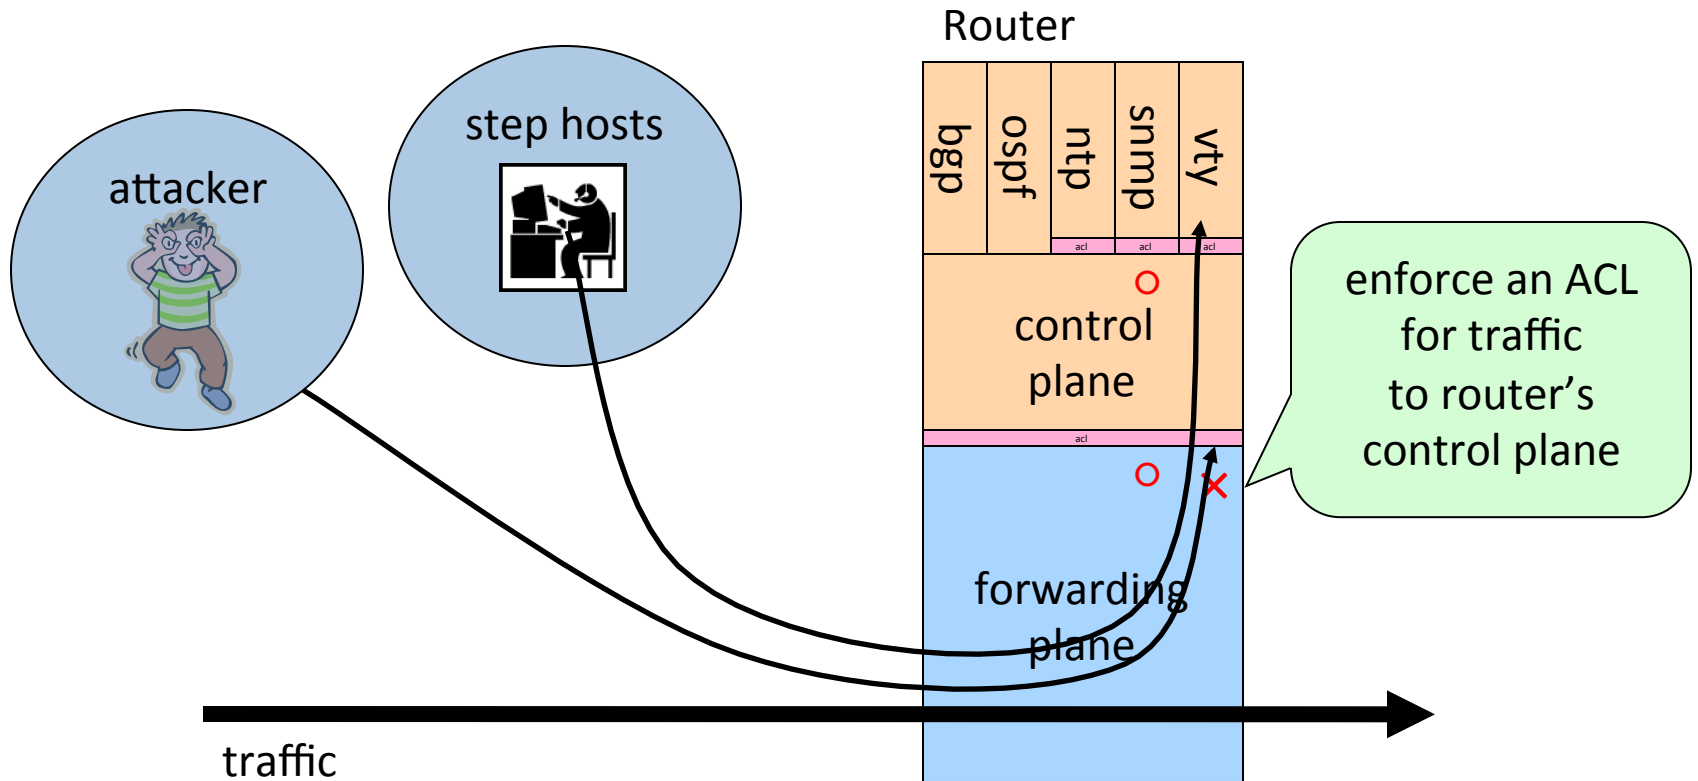 Router
step hosts
attacker
bgp
ospf
ntp
snmp
vty
acl
acl
acl
enforce an ACL
for traffic
to router’s
control plane
control
plane
acl
forwarding
plane
traffic